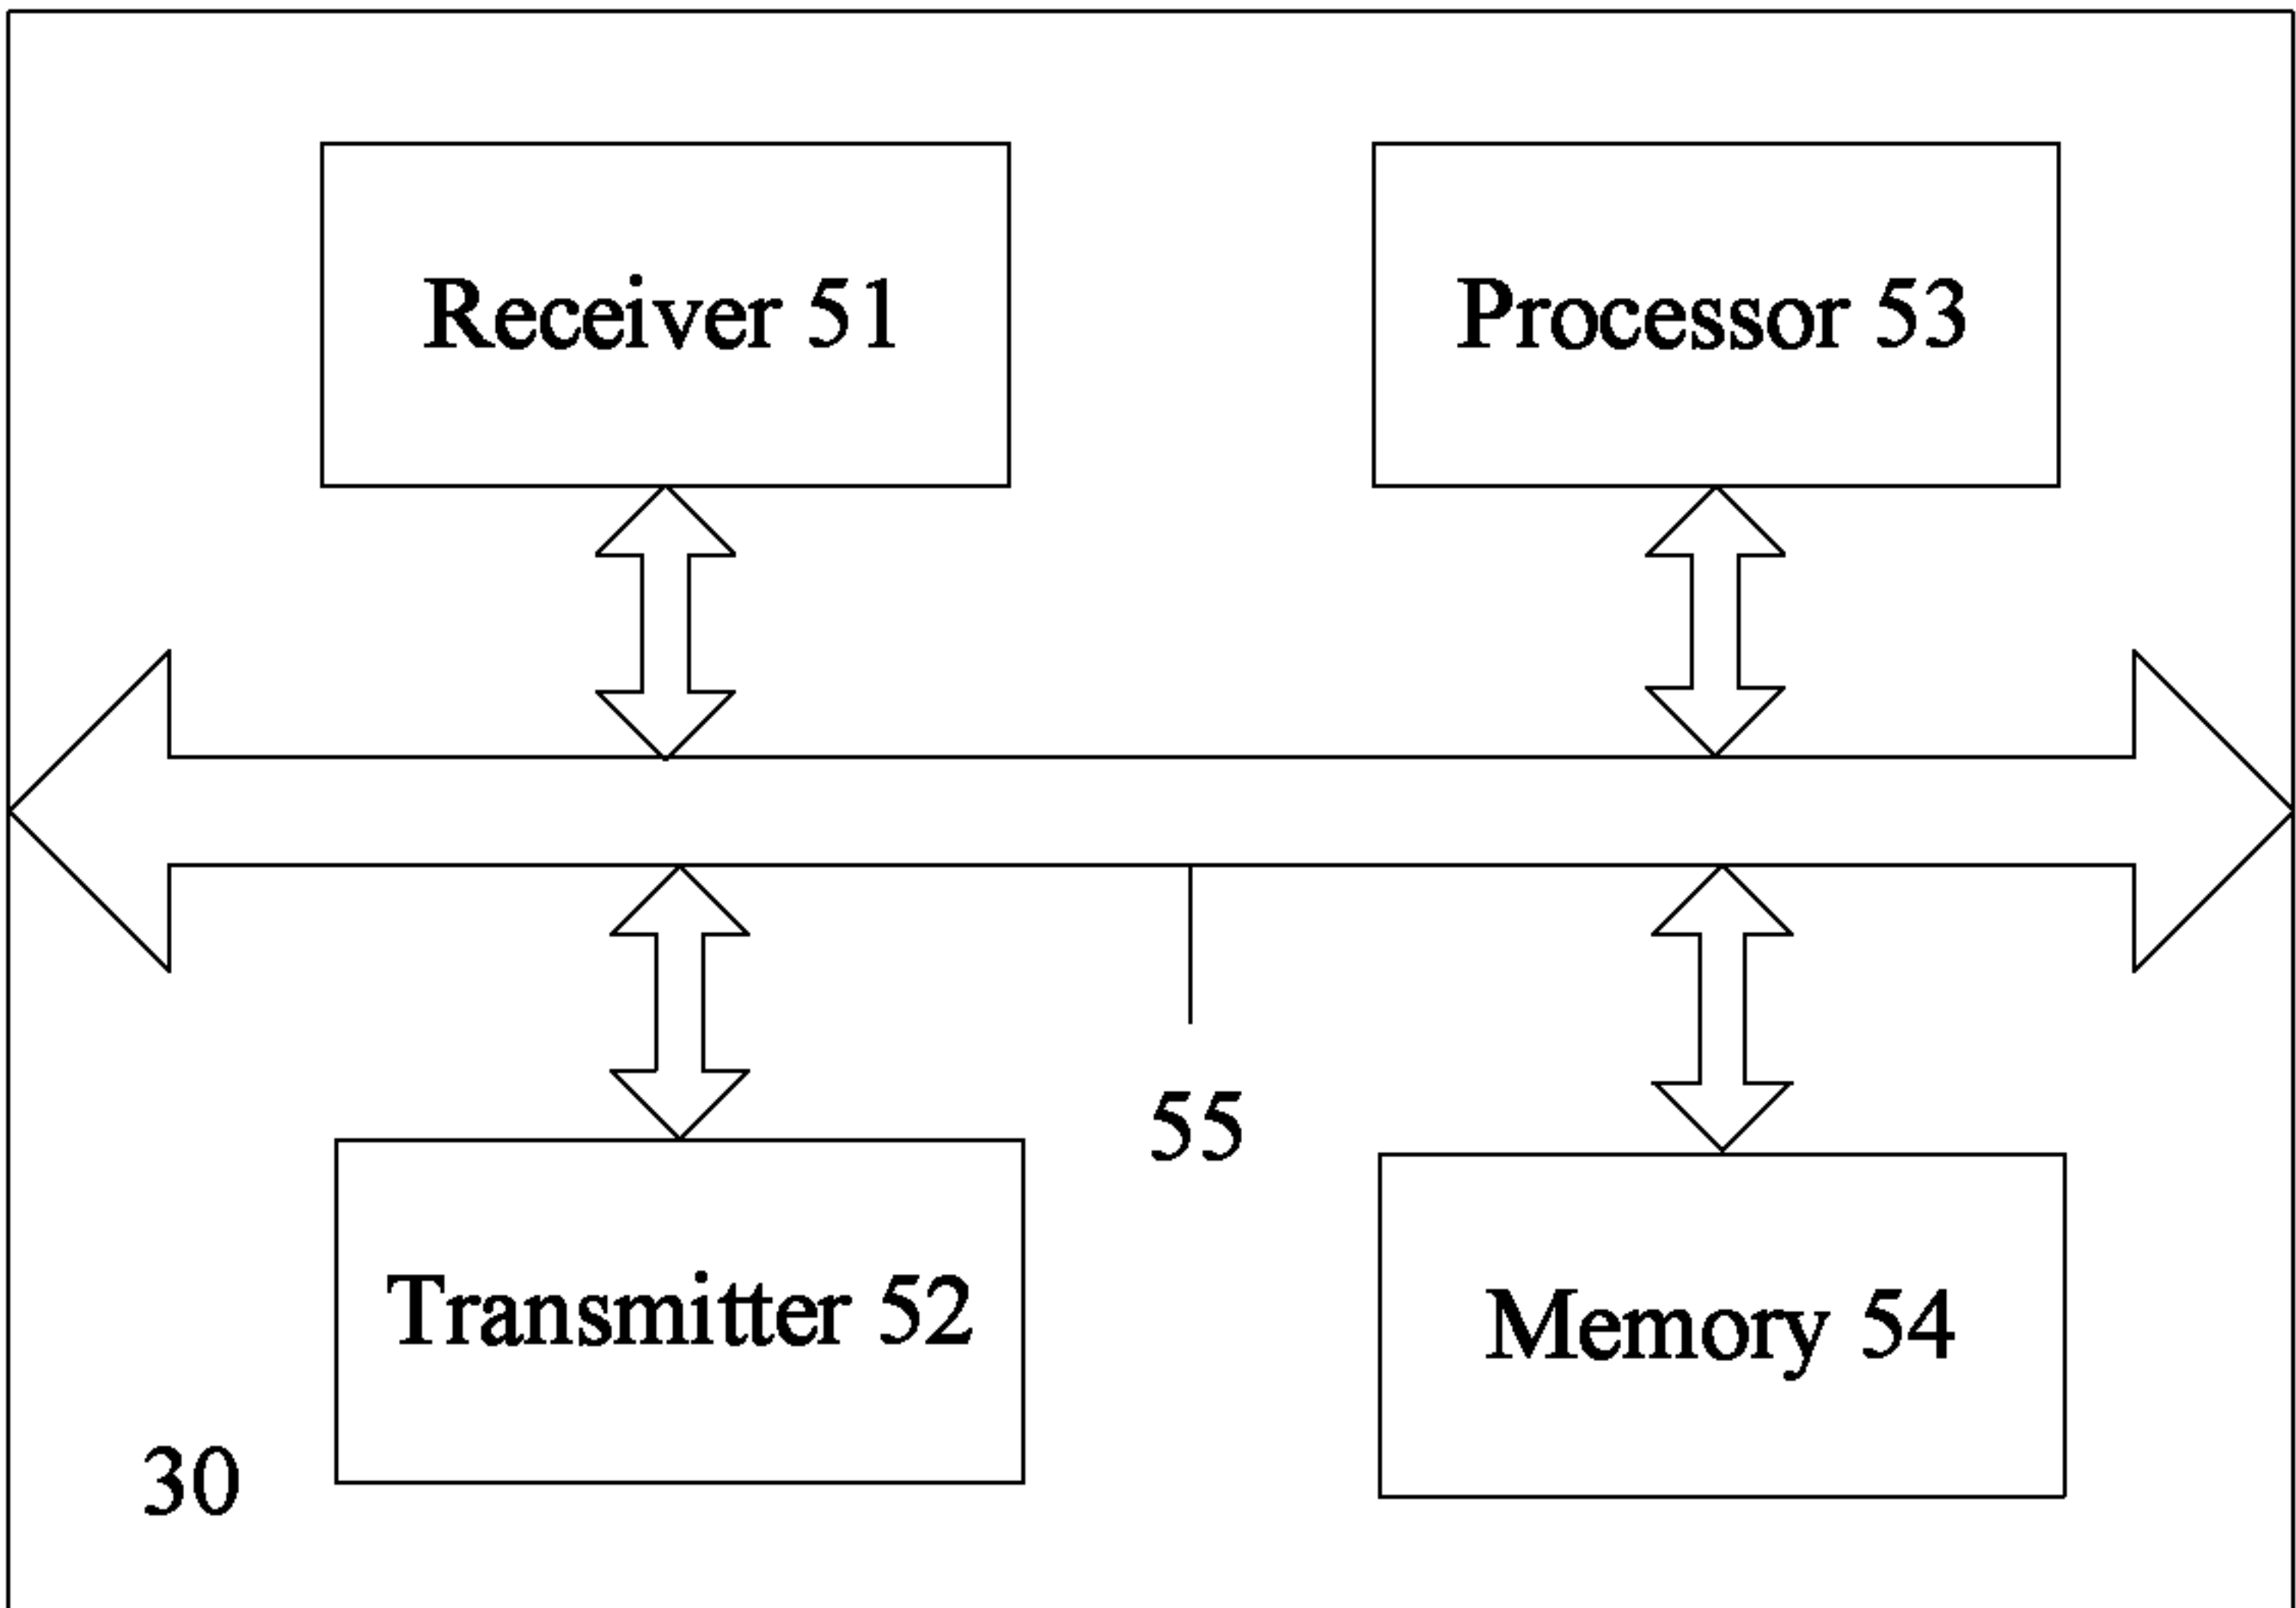 Receiver 51
Processor 53
55
Transmitter 52
Memory 54
30